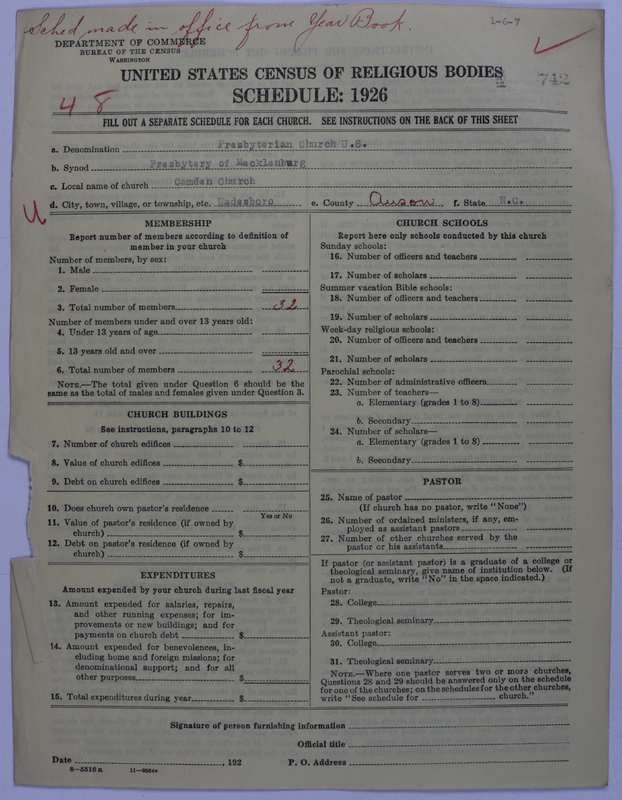 Sched made in office from Year Book.
1-6-7
DEPARTMENT OF COMMERCE
BUREAU OF THE CENSUS
WASHINGTON
UNITED STATES CENSUS OF RELIGIOUS BODIES
742
SCHEDULE: 1926
48
FILL OUT A SEPARATE SCHEDULE FOR EACH CHURCH. SEE INSTRUCTIONS ON THE BACK OF THIS SHEET
a. Denomination Presbyterian Church U.S.
b. Synod Presbytery of Mecklenburg
c. Local name of church Camden Church
d. City, town, village, or township, etc. Wadesboro e. County Anson f. State N.C.
MEMBERSHIP
Report number of members according to definition of
member in your church
Number of members, by sex:
1. Male
2. Female
3. Total number of members 32
Number of members under and over 13 years old:
4. Under 13 years of age
5. 13 years old and over
6. Total number of members 32
NOTE.—The total given under Question 6 should be the
same as the total of males and females given under Question 3.
CHURCH BUILDINGS
See instructions, paragraphs 10 to 12
7. Number of church edifices
8. Value of church edifices $
9. Debt on church edifices $
10. Does church own pastor's residence
Yes or No
11. Value of pastor's residence (if owned by
church) $
12. Debt on pastor's residence (if owned by
church) $
EXPENDITURES
Amount expended by your church during last fiscal year
13. Amount expended for salaries, repairs,
and other running expenses; for im-
provements or new buildings; and for
payments on church debt $
14. Amount expended for benevolences, in-
cluding home and foreign missions; for
denominational support; and for all
other purposes $
15. Total expenditures during year $
CHURCH SCHOOLS
Report here only schools conducted by this church
Sunday schools:
16. Number of officers and teachers
17. Number of scholars
Summer vacation Bible schools:
18. Number of officers and teachers
19. Number of scholars
Week-day religious schools:
20. Number of officers and teachers
21. Number of scholars
Parochial schools:
22. Number of administrative officers
23. Number of teachers—
a. Elementary (grades 1 to 8)
b. Secondary
24. Number of scholars—
a. Elementary (grades 1 to 8)
b. Secondary
PASTOR
25. Name of pastor
(If church has no pastor, write "None")
26. Number of ordained ministers, if any, em-
ployed as assistant pastors
27. Number of other churches served by the
pastor or his assistants
If pastor (or assistant pastor) is a graduate of a college or
theological seminary, give name of institution below. (If
not a graduate, write "No" in the space indicated.)
Pastor:
28. College
29. Theological seminary
Assistant pastor:
30. College
31. Theological seminary
NOTE.—Where one pastor serves two or more churches,
Questions 28 and 29 should be answered only on the schedule
for one of the churches; on the schedules for the other churches,
write "See schedule for church."
Signature of person furnishing information
Official title
Date , 192 P. O. Address
8-5518a